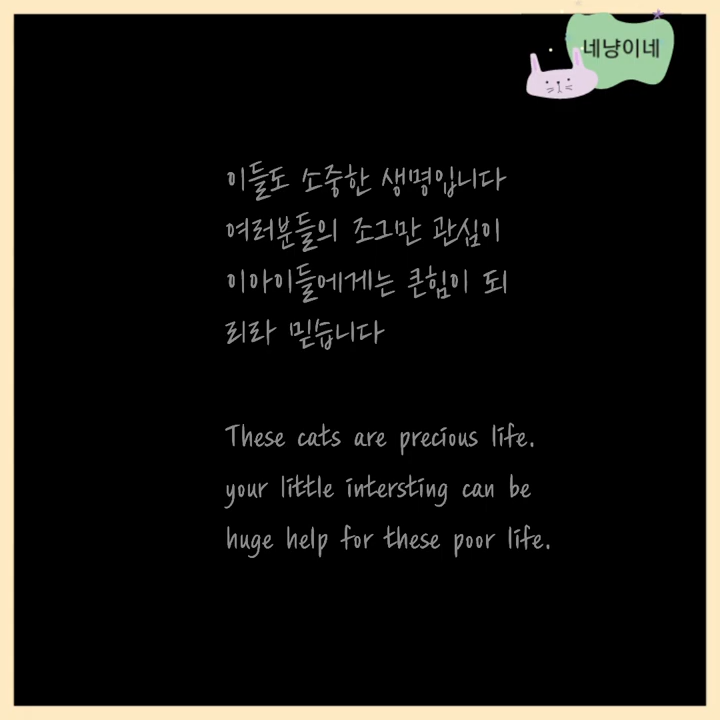 네냥이네
이들도 소중한 생명입니다
여러분들의 조그만 관심이
이아이들에게는 큰힘이 되
리라 믿습니다
These cats are precious life.
your little intersting can be
huge help for these poor life.